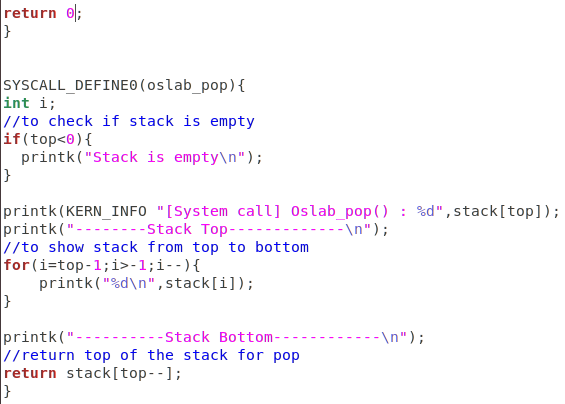 return 0;
}
SYSCALL_DEFINE0(oslab_pop){
int i;
//to check if stack is empty
if(top<0){
  printk("Stack is empty\n");
}
printk(KERN_INFO "[System call] Oslab_pop() : %d",stack[top]);
printk("--------Stack Top-------------\n");
//to show stack from top to bottom
for(i=top-1;i>-1;i--){
    printk("%d\n",stack[i]);
}
printk("----------Stack Bottom------------\n");
//return top of the stack for pop
return stack[top--];
}